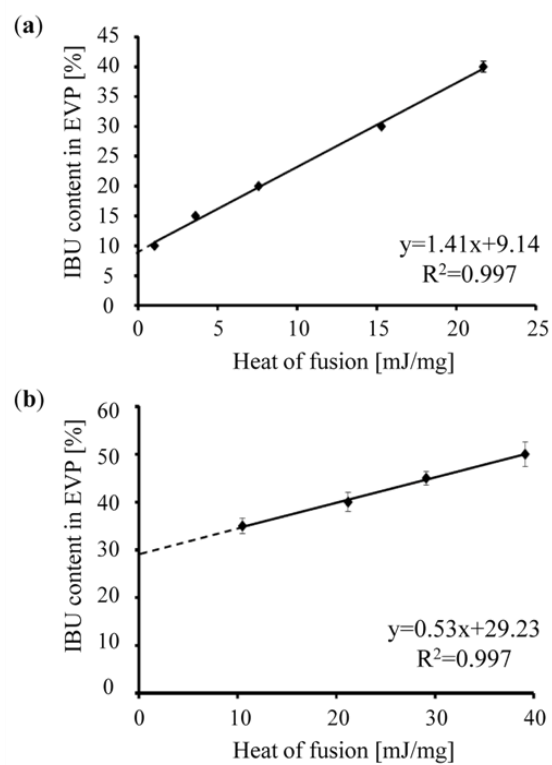 (a)
IBU content in EVP [%]
45
40
35
30
25
20
15
10
5
0
y=1.41x+9.14
R²=0.997
0 5 10 15 20 25
Heat of fusion [mJ/mg]
(b)
IBU content in EVP [%]
60
50
40
30
20
10
0
y=0.53x+29.23
R²=0.997
0 10 20 30 40
Heat of fusion [mJ/mg]